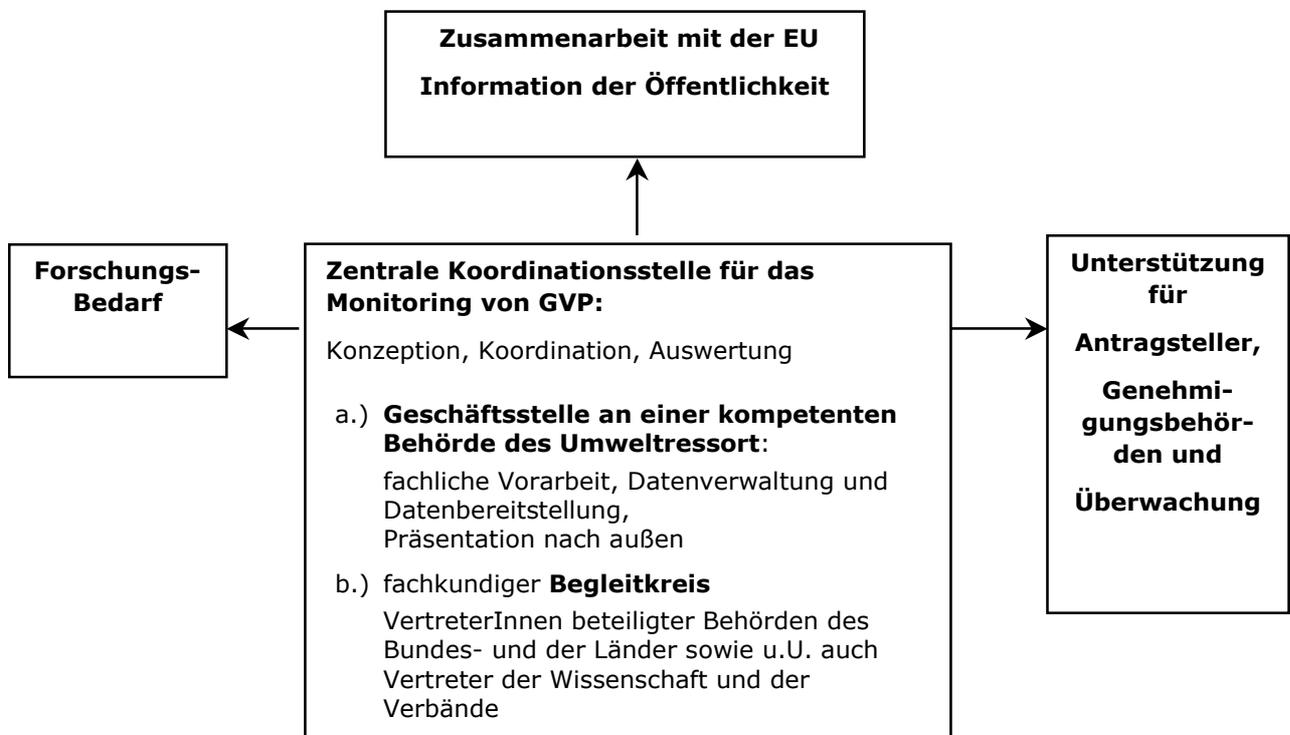 Zusammenarbeit mit der EU
Information der Öffentlichkeit
Forschungs-
Bedarf
Zentrale Koordinationsstelle für das
Monitoring von GVP:
Konzeption, Koordination, Auswertung
a.) Geschäftsstelle an einer kompetenten
Behörde des Umweltressort:
fachliche Vorarbeit, Datenverwaltung und
Datenbereitstellung,
Präsentation nach außen
b.) fachkundiger Begleitkreis
VertreterInnen beteiligter Behörden des
Bundes- und der Länder sowie u.U. auch
Vertreter der Wissenschaft und der
Verbände
Unterstützung
für
Antragsteller,
Genehmi-
gungsbehör-
den und
Überwachung